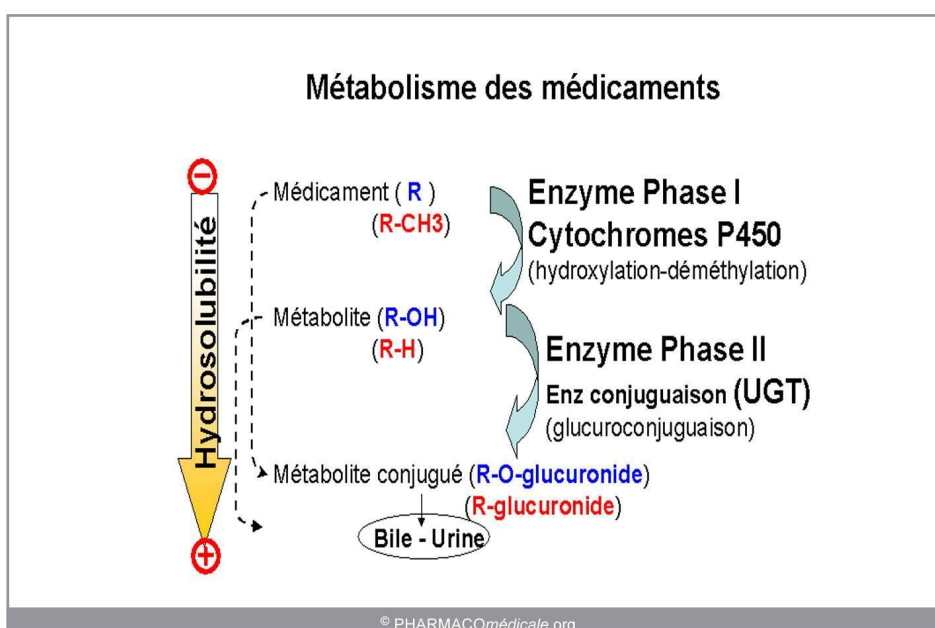 Métabolisme des médicaments
Hydrosolubilité
Médicament ( R )
(R-CH3)
Enzyme Phase I
Cytochromes P450
(hydroxylation-déméthylation)
Métabolite (R-OH)
(R-H)
Enzyme Phase II
Enz conjuguaison (UGT)
(glucuroconjuguaison)
Métabolite conjugué (R-O-glucuronide)
(R-glucuronide)
Bile - Urine
© PHARMACOmédicale.org